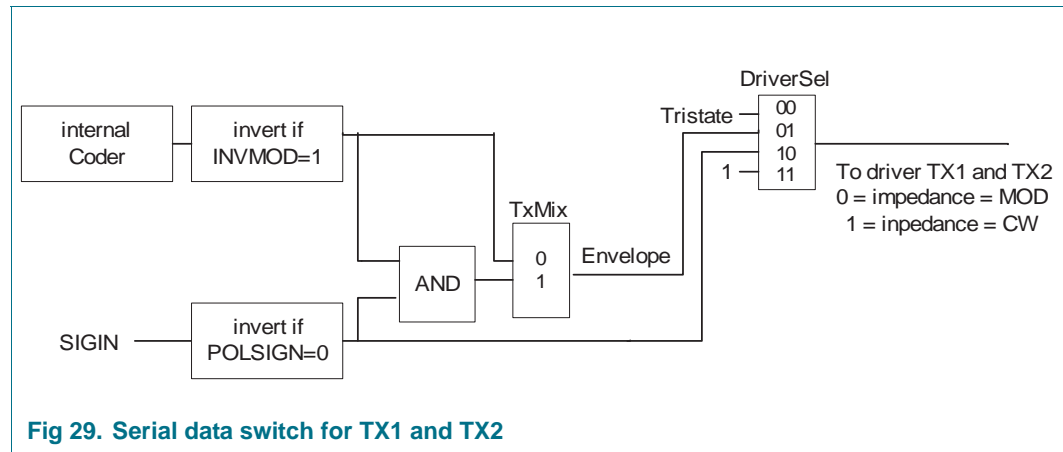 DriverSel
Tristate
00
01
10
11
1
To driver TX1 and TX2
0 = impedance = MOD
1 = inpedance = CW
internal
Coder
invert if
INVMOD=1
TxMix
0
1
Envelope
AND
SIGIN
invert if
POLSIGN=0
Fig 29. Serial data switch for TX1 and TX2